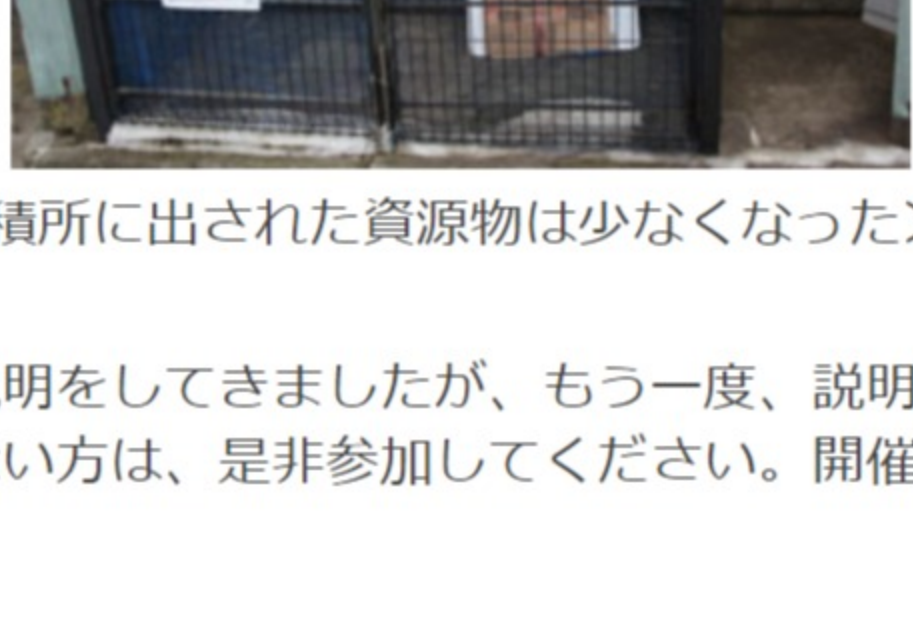 積所に出された資源物は少なくなった
明をしてきましたが、もう一度、説明
い方は、是非参加してください。開催